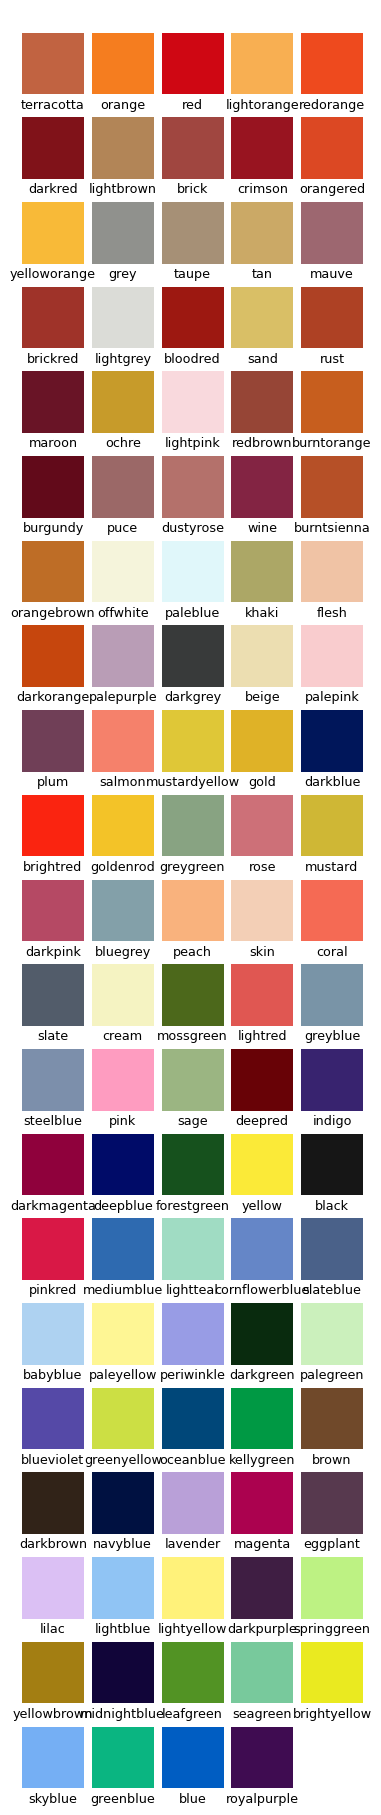 terracotta orange red lightorange redorange
darkred lightbrown brick crimson orangered
yelloworange grey taupe tan mauve
brickred lightgrey bloodred sand rust
maroon ochre lightpink redbrown burntorange
burgundy puce dustyrose wine burntsienna
orangebrown offwhite paleblue khaki flesh
darkorange palepurple darkgrey beige palepink
plum salmon mustardyellow gold darkblue
brightred goldenrod greygreen rose mustard
darkpink bluegrey peach skin coral
slate cream mossgreen lightred greyblue
steelblue pink sage deepred indigo
darkmagenta deepblue forestgreen yellow black
pinkred mediumblue lightteal cornflowerblue slateblue
babyblue paleyellow periwinkle darkgreen palegreen
blueviolet greenyellow oceanblue kellygreen brown
darkbrown navyblue lavender magenta eggplant
lilac lightblue lightyellow darkpurple springgreen
yellowbrown midnightblue leafgreen seagreen brightyellow
skyblue greenblue blue royalpurple